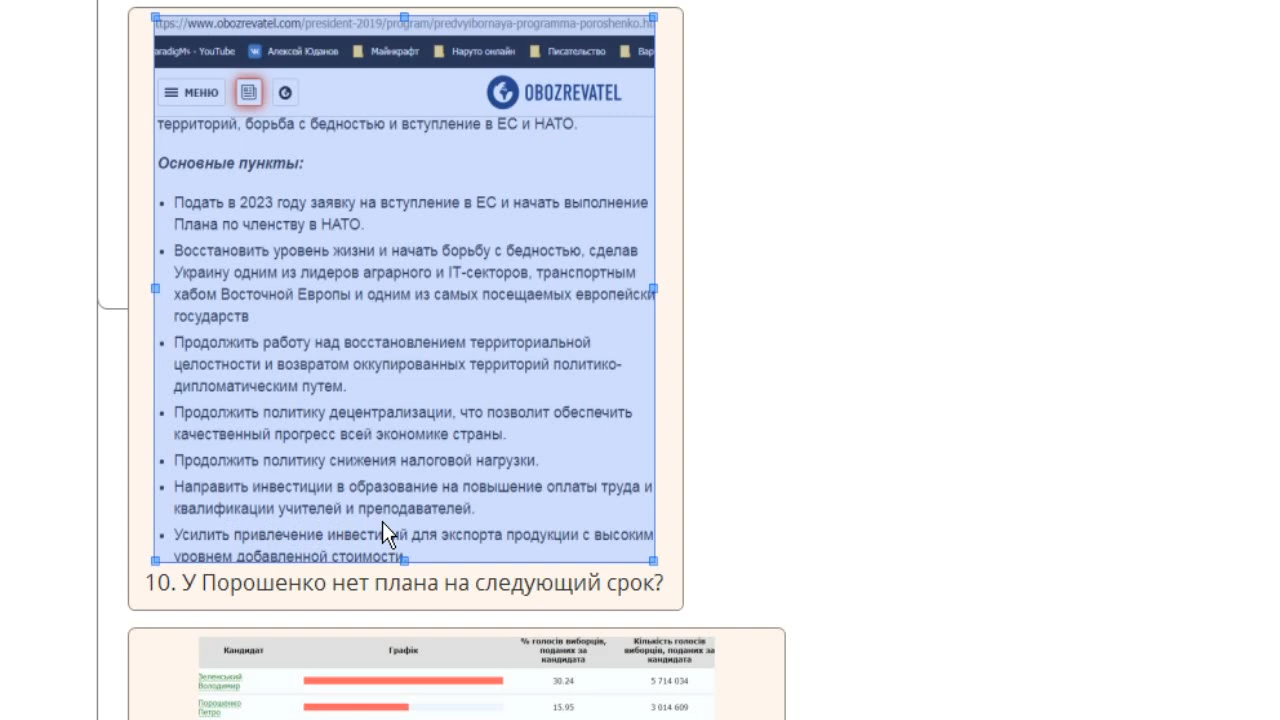 ttps://www.obozrevatel.com/president-2019/program/predvyibornaya-programma-poroshenko.ht
aradigM - YouTube Алексей Юданов Майнкрафт Наруто онлайн Писательство Вар
МЕНЮ OBOZREVATEL
территорий, борьба с бедностью и вступление в ЕС и НАТО.
Основные пункты:
• Подать в 2023 году заявку на вступление в ЕС и начать выполнение
Плана по членству в НАТО.
• Восстановить уровень жизни и начать борьбу с бедностью, сделав
Украину одним из лидеров аграрного и IT-секторов, транспортным
хабом Восточной Европы и одним из самых посещаемых европейски
государств
• Продолжить работу над восстановлением территориальной
целостности и возвратом оккупированных территорий политико-
дипломатическим путем.
• Продолжить политику децентрализации, что позволит обеспечить
качественный прогресс всей экономике страны.
• Продолжить политику снижения налоговой нагрузки.
• Направить инвестиции в образование на повышение оплаты труда и
квалификации учителей и преподавателей.
• Усилить привлечение инвестиций для экспорта продукции с высоким
уровнем добавленной стоимости
10. У Порошенко нет плана на следующий срок?
Кандидат Графік % голосів виборців, поданих за кандидата Кількість голосів виборців, поданих за кандидата
Зеленський Володимир 30.24 5 714 034
Порошенко Петро 15.95 3 014 609